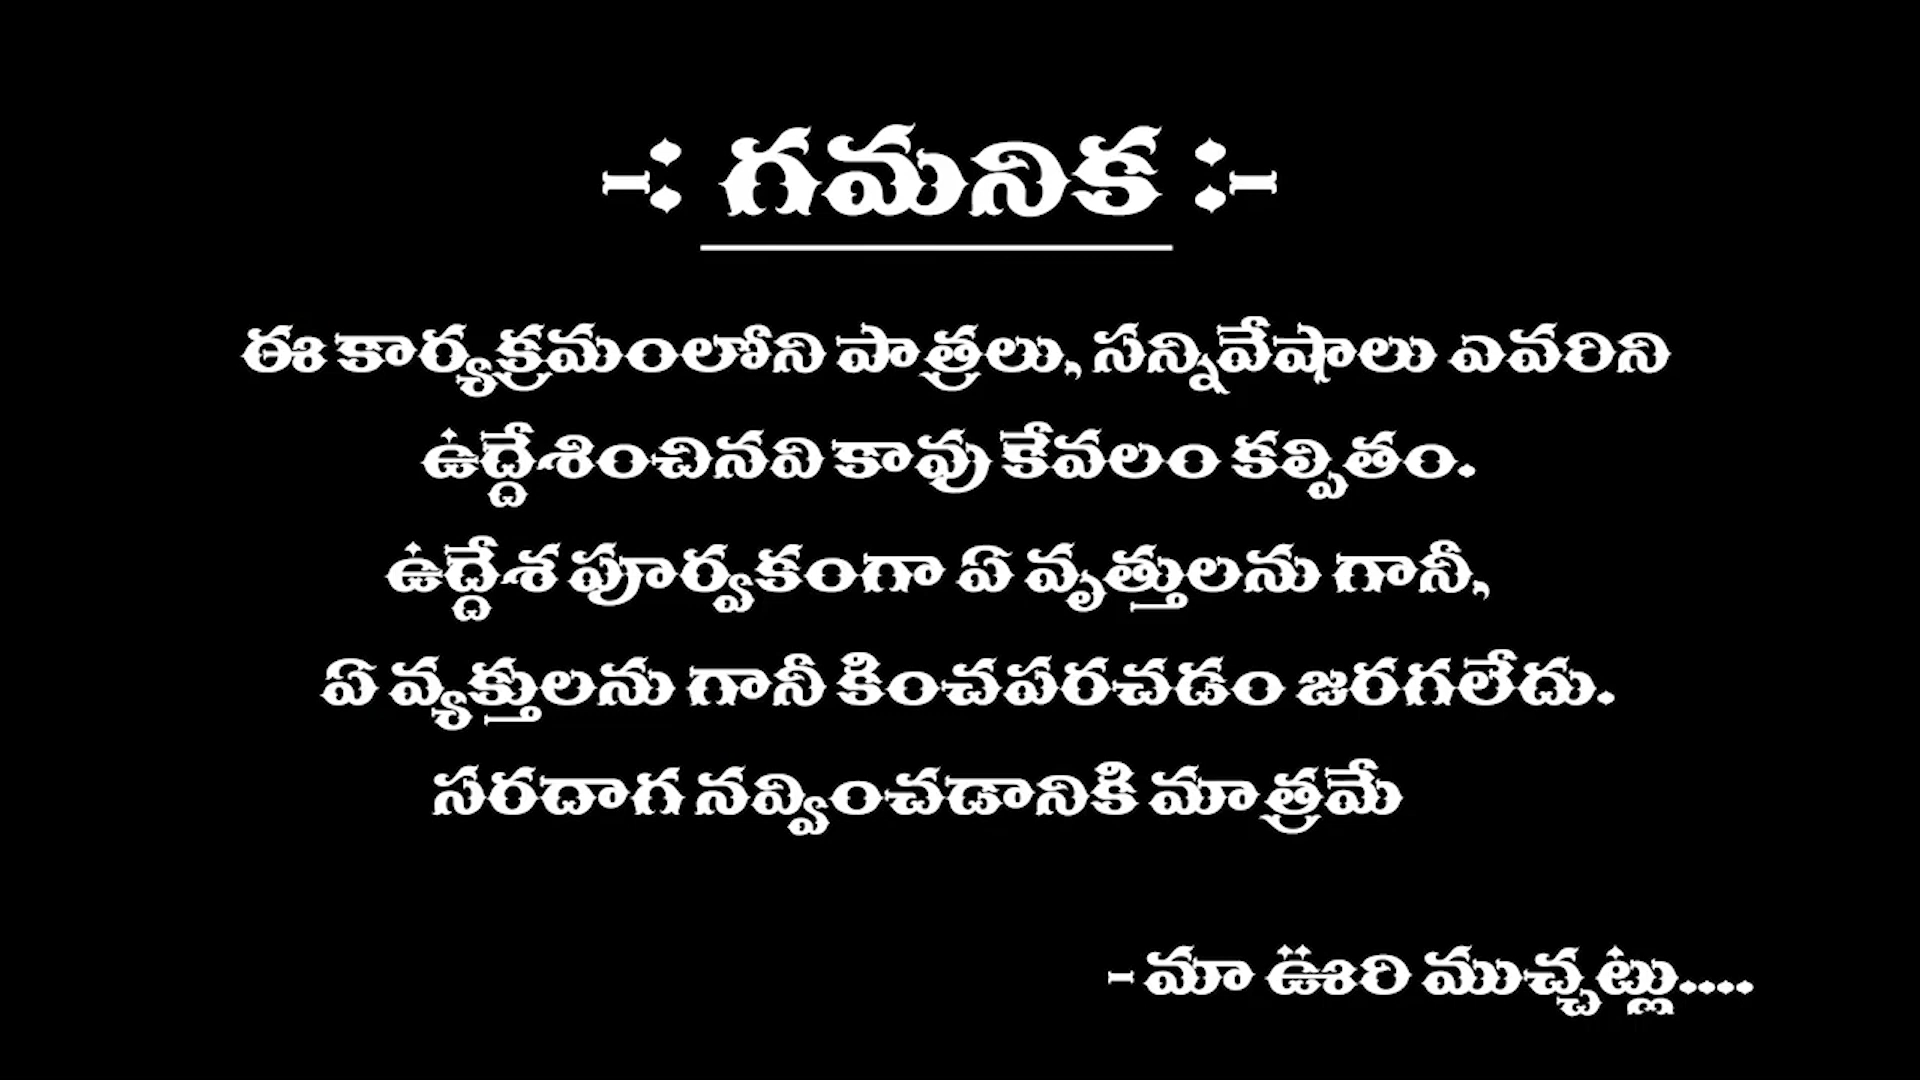 -: గమనిక :-
ఈ కార్యక్రమంలోని పాత్రలు, సన్నివేషాలు ఎవరిని
ఉద్దేశించినవి కావు కేవలం కల్పితం.
ఉద్దేశ పూర్వకంగా ఏ వృత్తులను గానీ,
ఏ వ్యక్తులను గానీ కించపరచడం జరగలేదు.
సరదాగ నవ్వించడానికి మాత్రమే
- మా ఊరి ముచ్చట్లు....